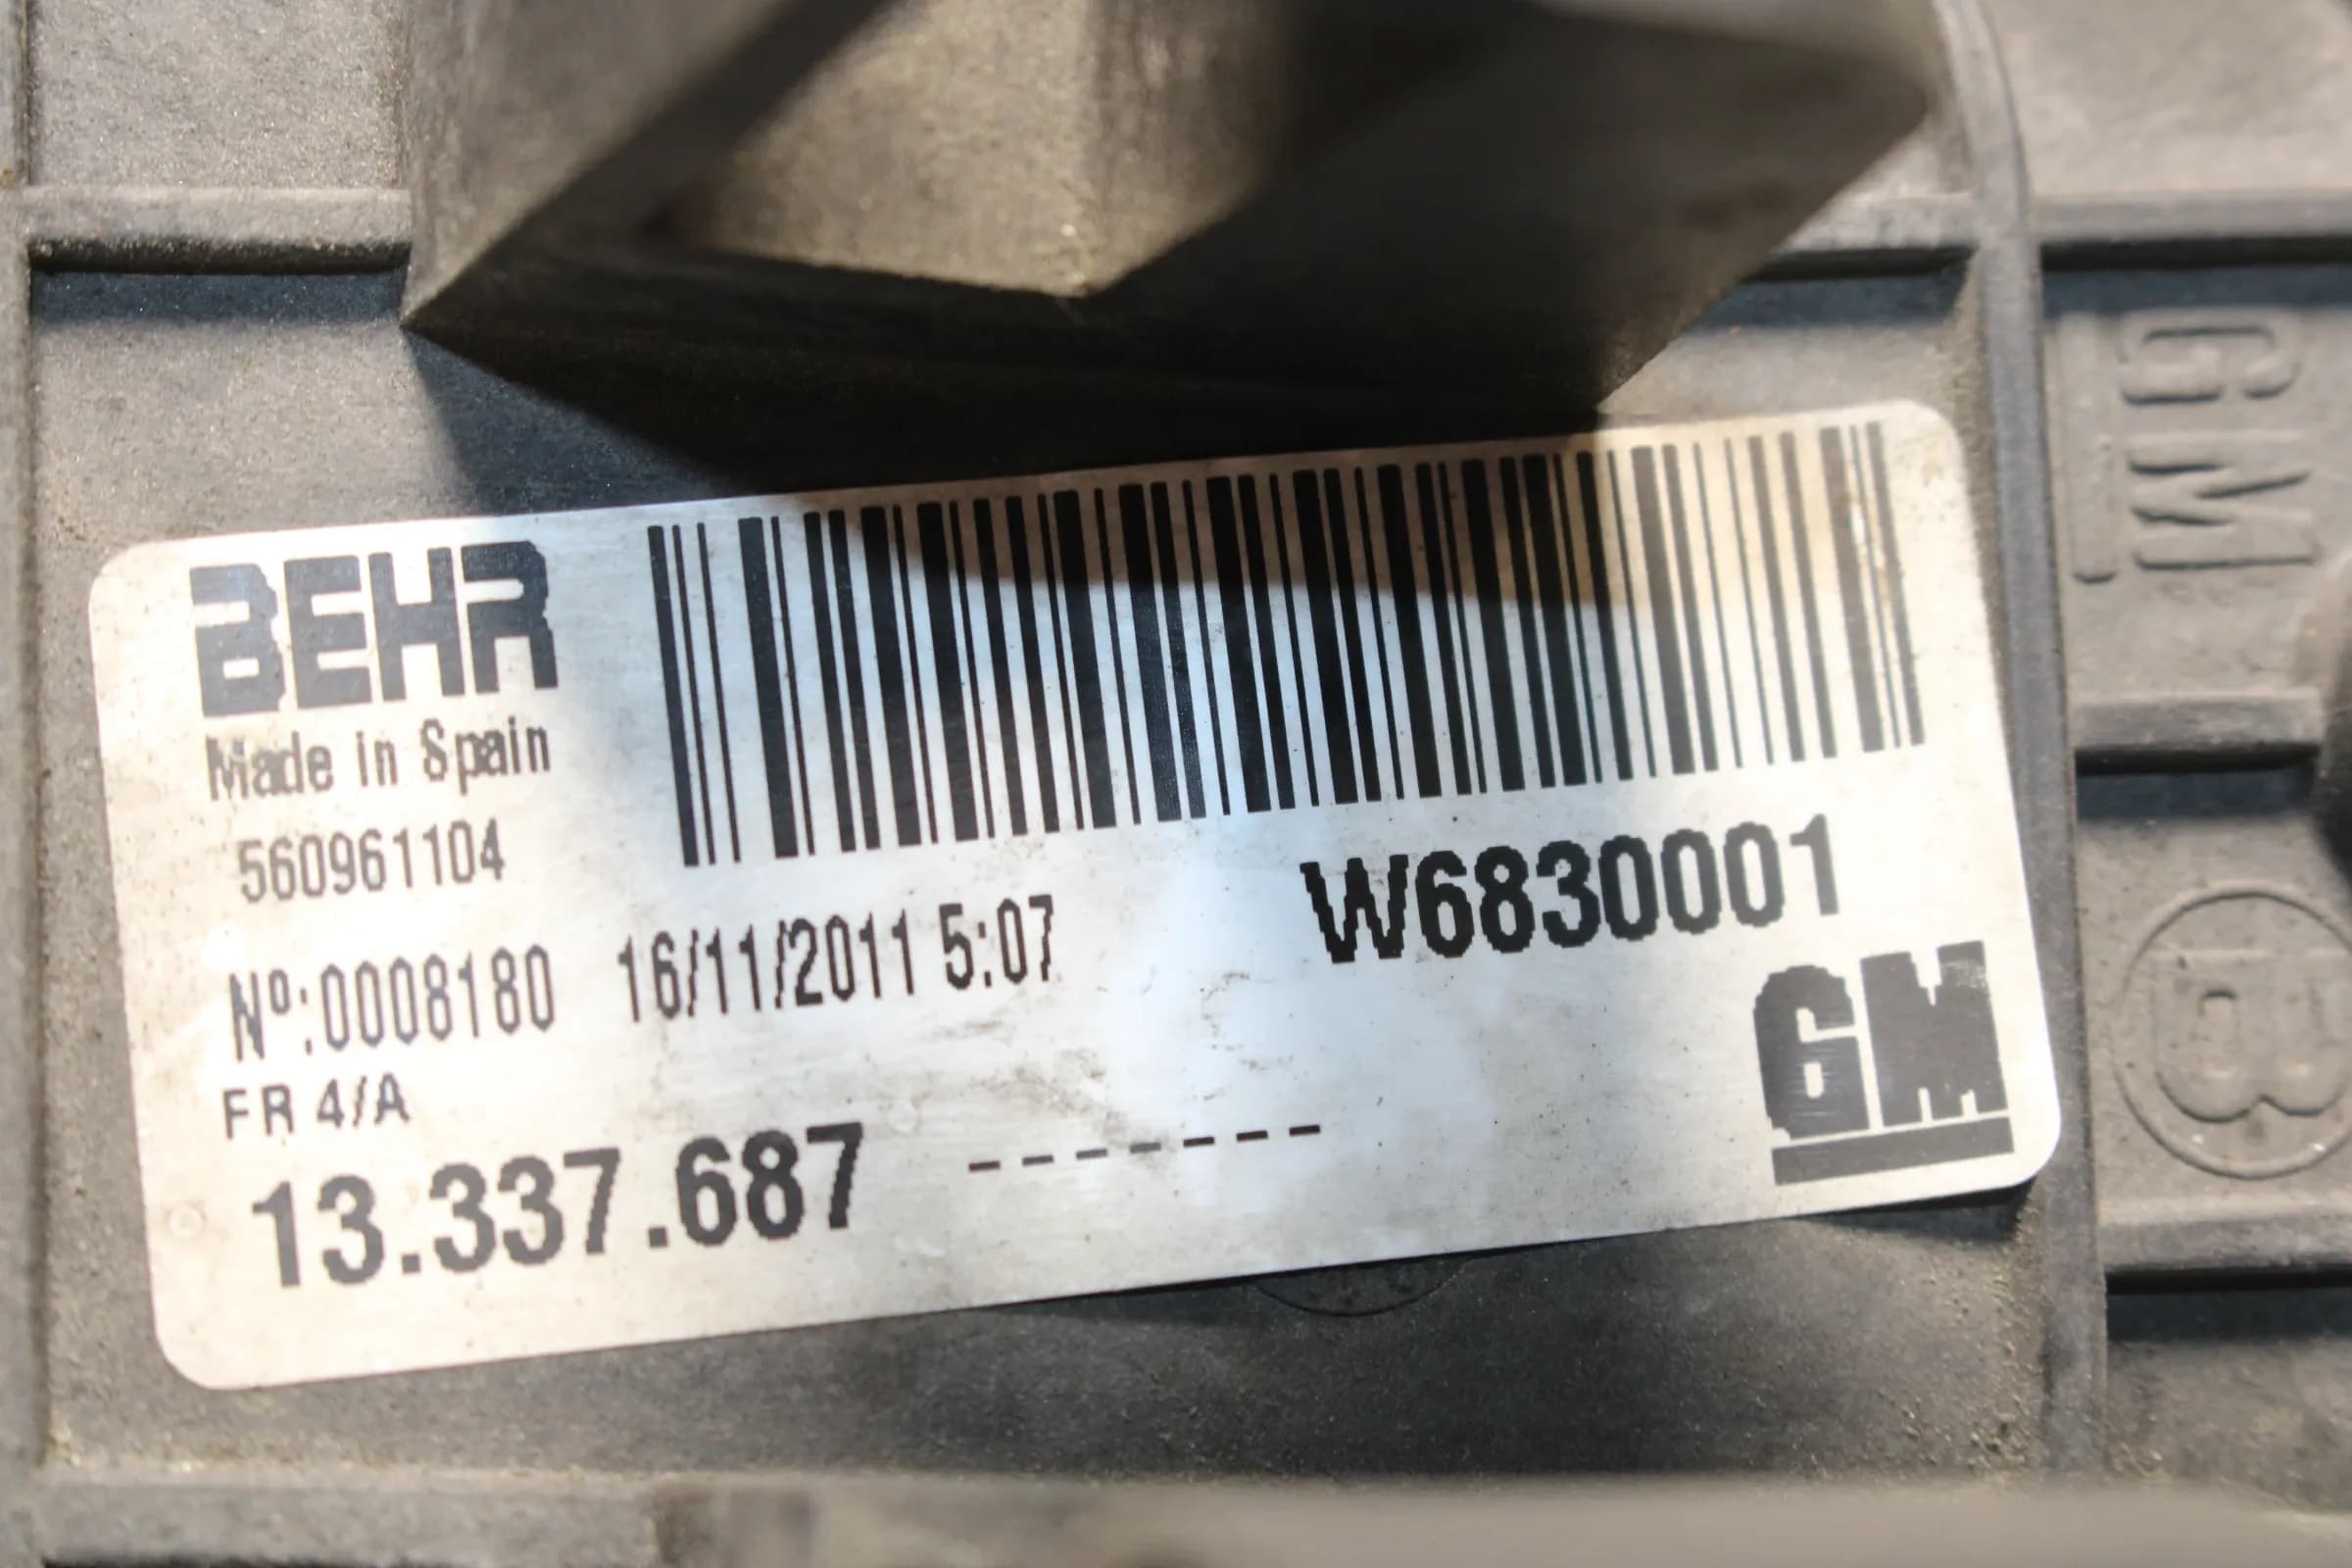 BEHR
Made in Spain
560961104
Nº:0008180 16/11/2011 5:07
W6830001
FR 4/A
13.337.687 -------
GM
GM
B